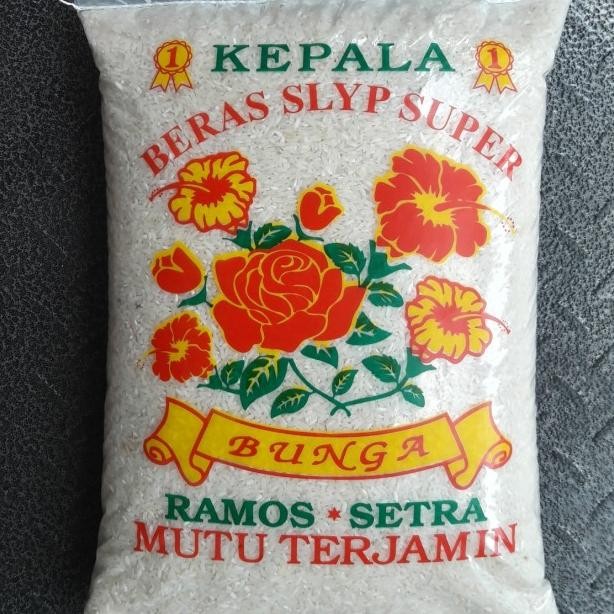 1 KEPALA 1
BERAS SLYP SUPER
BUNGA
RAMOS * SETRA
MUTU TERJAMIN